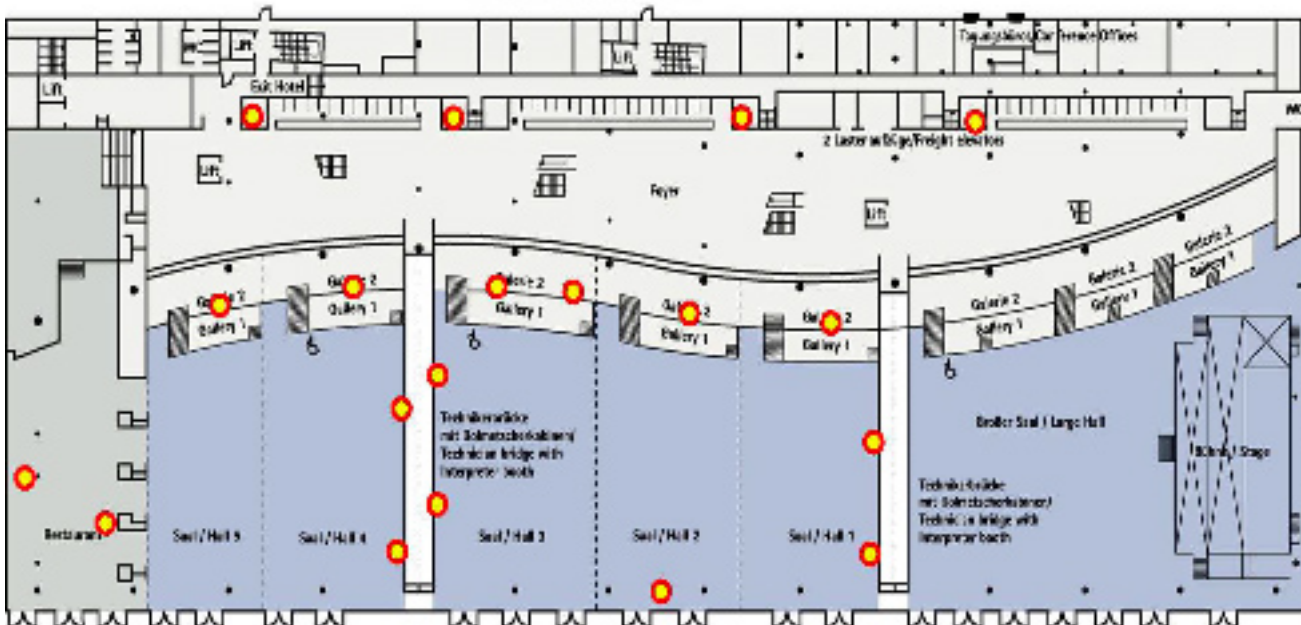 Lift
Lift
Tagungsbüros/Conference Offices
Lift
Exit Hotel
2 Lastenaufzüge/Freight elevators
Lift
Foyer
Lift
Galerie 2
Gallery 1
Galerie 2
Gallery 1
Galerie 2
Gallery 1
Galerie 2
Gallery 1
Galerie 2
Gallery 1
Galerie 2
Gallery 1
Galerie 2
Gallery 1
Galerie 2
Gallery 1
Technikerbrücke
mit Dolmetscherkabinen/
Technician bridge with
Interpreter booth
Großer Saal / Large Hall
Bühne / Stage
Technikerbrücke
mit Dolmetscherkabinen/
Technician bridge with
Interpreter booth
Restaurant
Saal / Hall 5
Saal / Hall 4
Saal / Hall 3
Saal / Hall 2
Saal / Hall 1